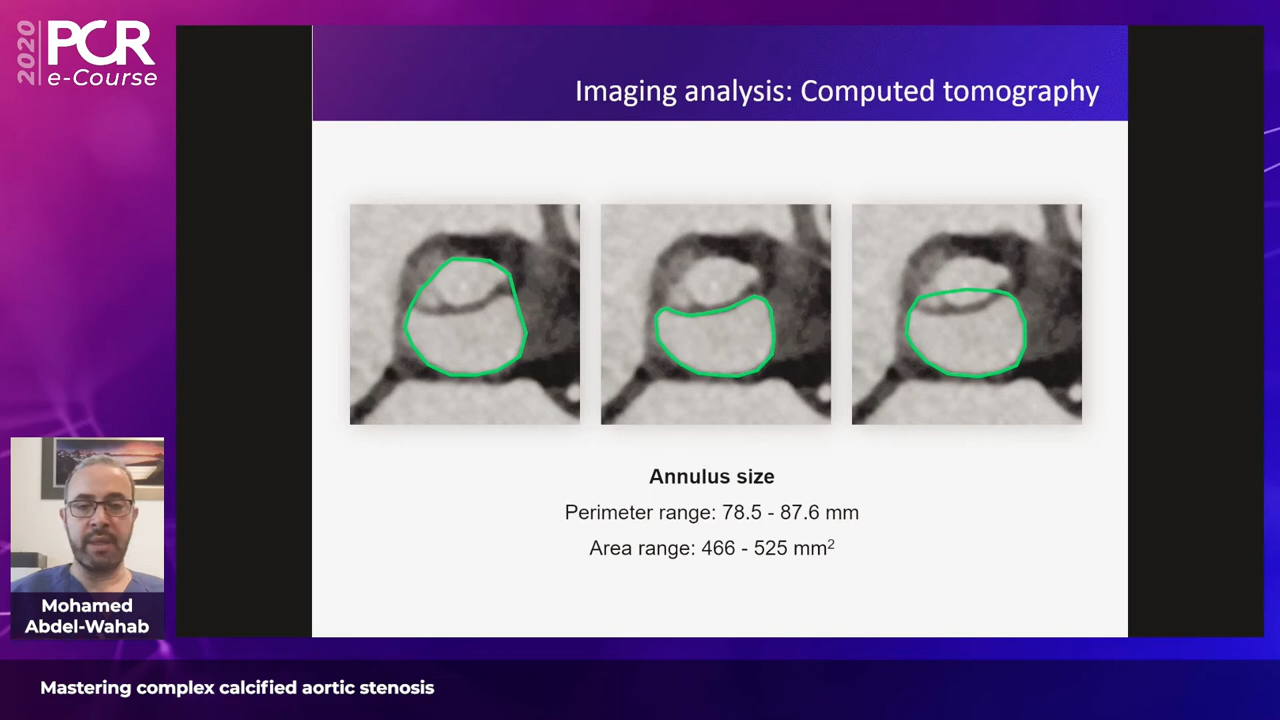 2020
PCR
e-Course
Imaging analysis: Computed tomography
Annulus size
Perimeter range: 78.5 - 87.6 mm
Area range: 466 - 525 mm²
Mohamed
Abdel-Wahab
Mastering complex calcified aortic stenosis